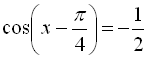 cos(x − π/4) = −1/2